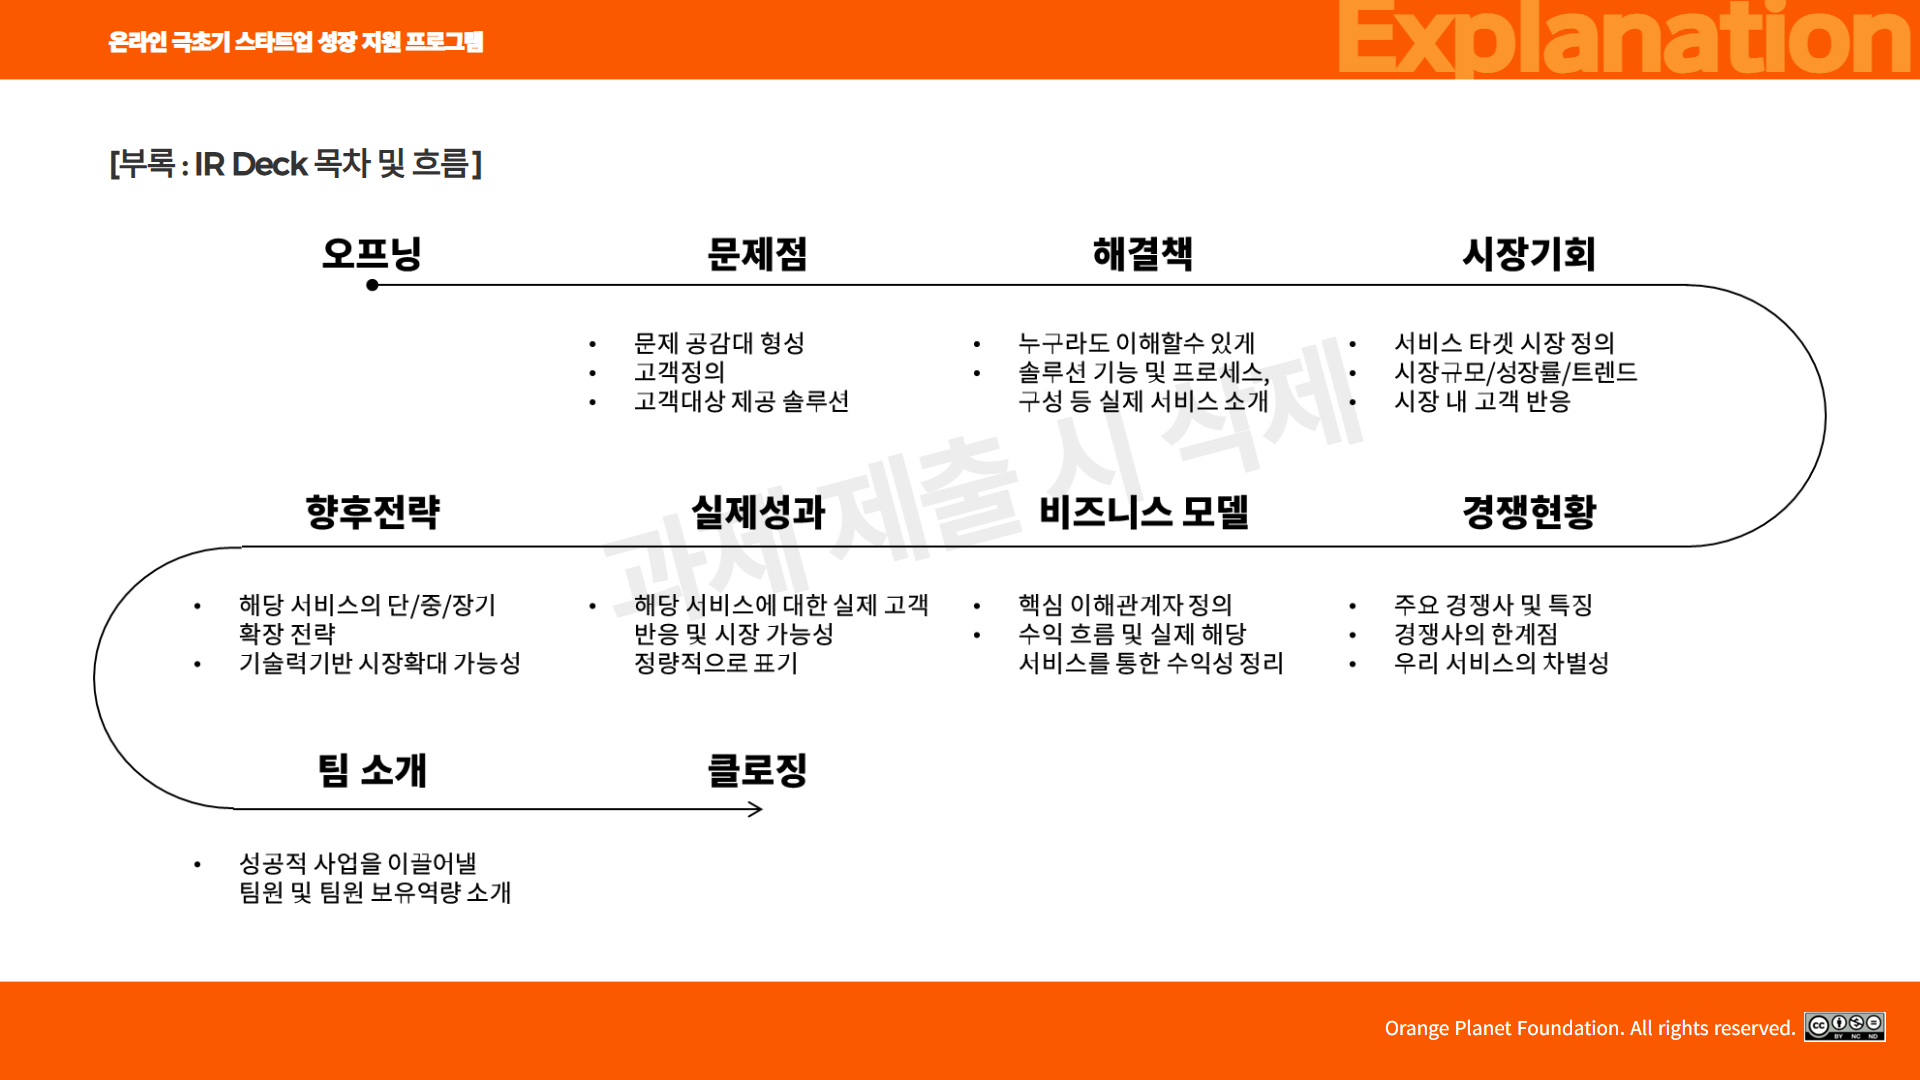 온라인 극초기 스타트업 성장 지원 프로그램
Explanation
[부록 : IR Deck 목차 및 흐름]
오프닝
문제점
• 문제 공감대 형성
• 고객정의
• 고객대상 제공 솔루션
해결책
• 누구라도 이해할수 있게
• 솔루션 기능 및 프로세스,
구성 등 실제 서비스 소개
시장기회
• 서비스 타겟 시장 정의
• 시장규모/성장률/트렌드
• 시장 내 고객 반응
경쟁현황
• 주요 경쟁사 및 특징
• 경쟁사의 한계점
• 우리 서비스의 차별성
비즈니스 모델
• 핵심 이해관계자 정의
• 수익 흐름 및 실제 해당
서비스를 통한 수익성 정리
실제성과
• 해당 서비스에 대한 실제 고객
반응 및 시장 가능성
정량적으로 표기
향후전략
• 해당 서비스의 단/중/장기
확장 전략
• 기술력기반 시장확대 가능성
팀 소개
• 성공적 사업을 이끌어낼
팀원 및 팀원 보유역량 소개
클로징
과세 제출 시 삭제
Orange Planet Foundation. All rights reserved.
cc
BY NC ND